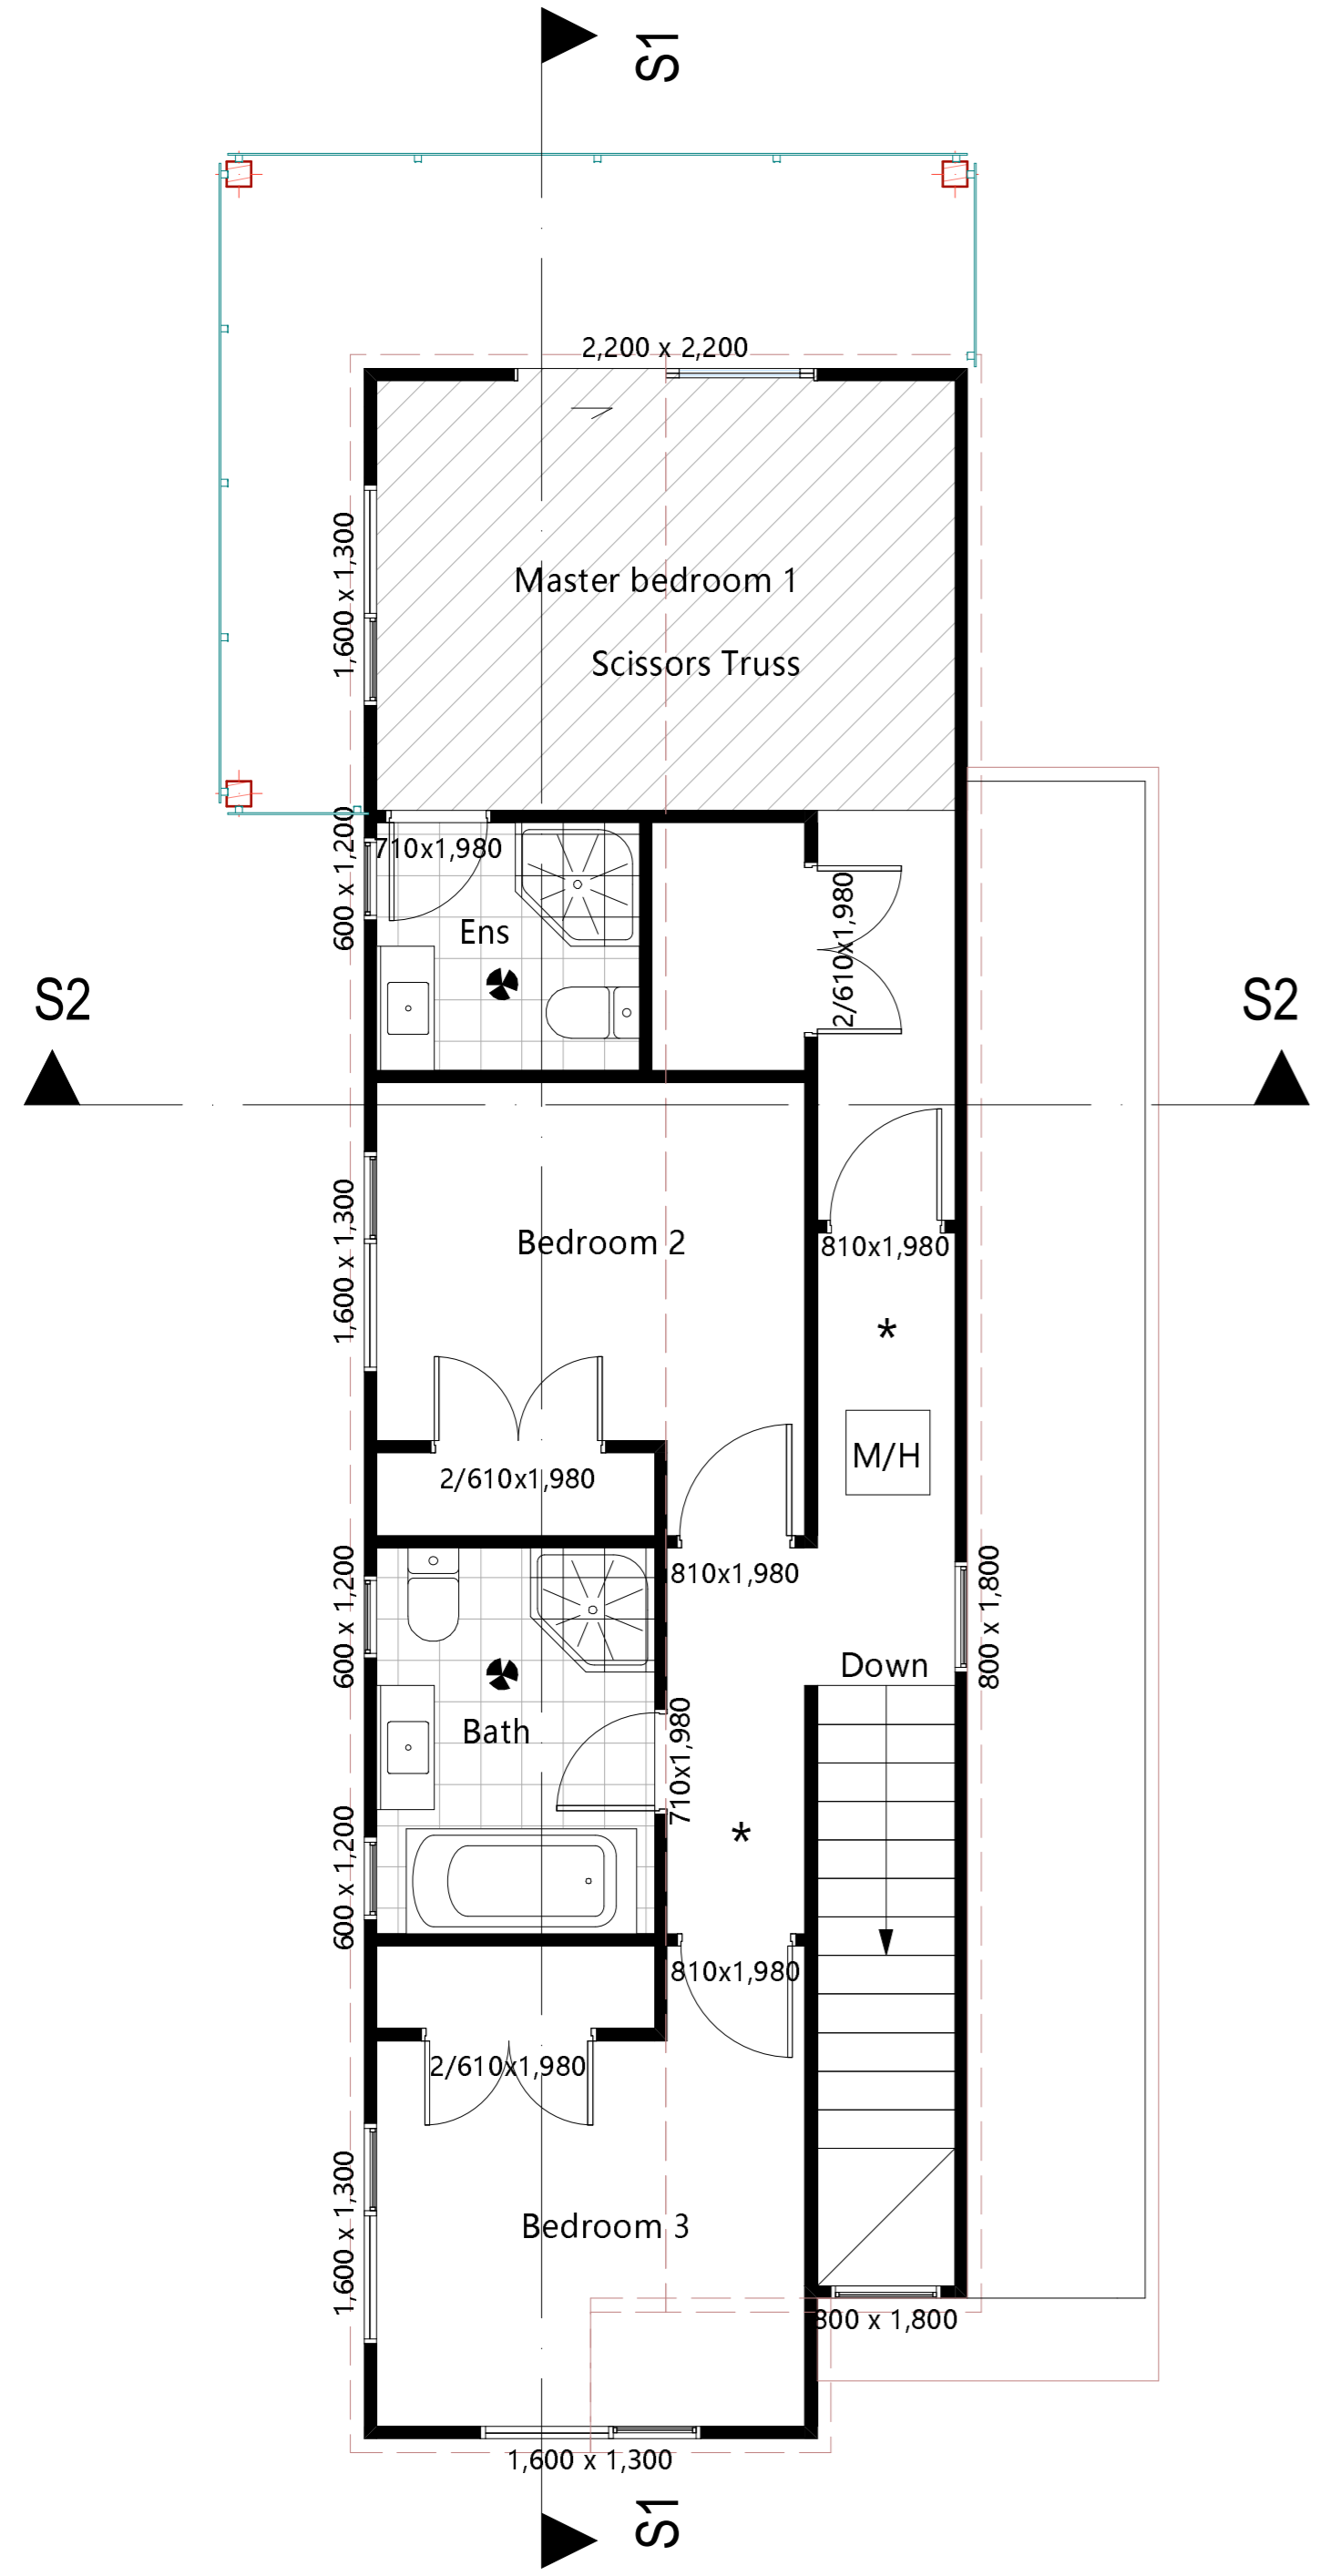 S1
2,200 x 2,200
1,600 x 1,300
Master bedroom 1
Scissors Truss
600 x 1,200
710x1,980
2/610x1,980
Ens
S2
S2
1,600 x 1,300
Bedroom 2
810x1,980
*
M/H
2/610x1,980
600 x 1,200
810x1,980
800 x 1,800
Down
Bath
710x1,980
600 x 1,200
*
810x1,980
2/610x1,980
1,600 x 1,300
Bedroom 3
800 x 1,800
1,600 x 1,300
S1